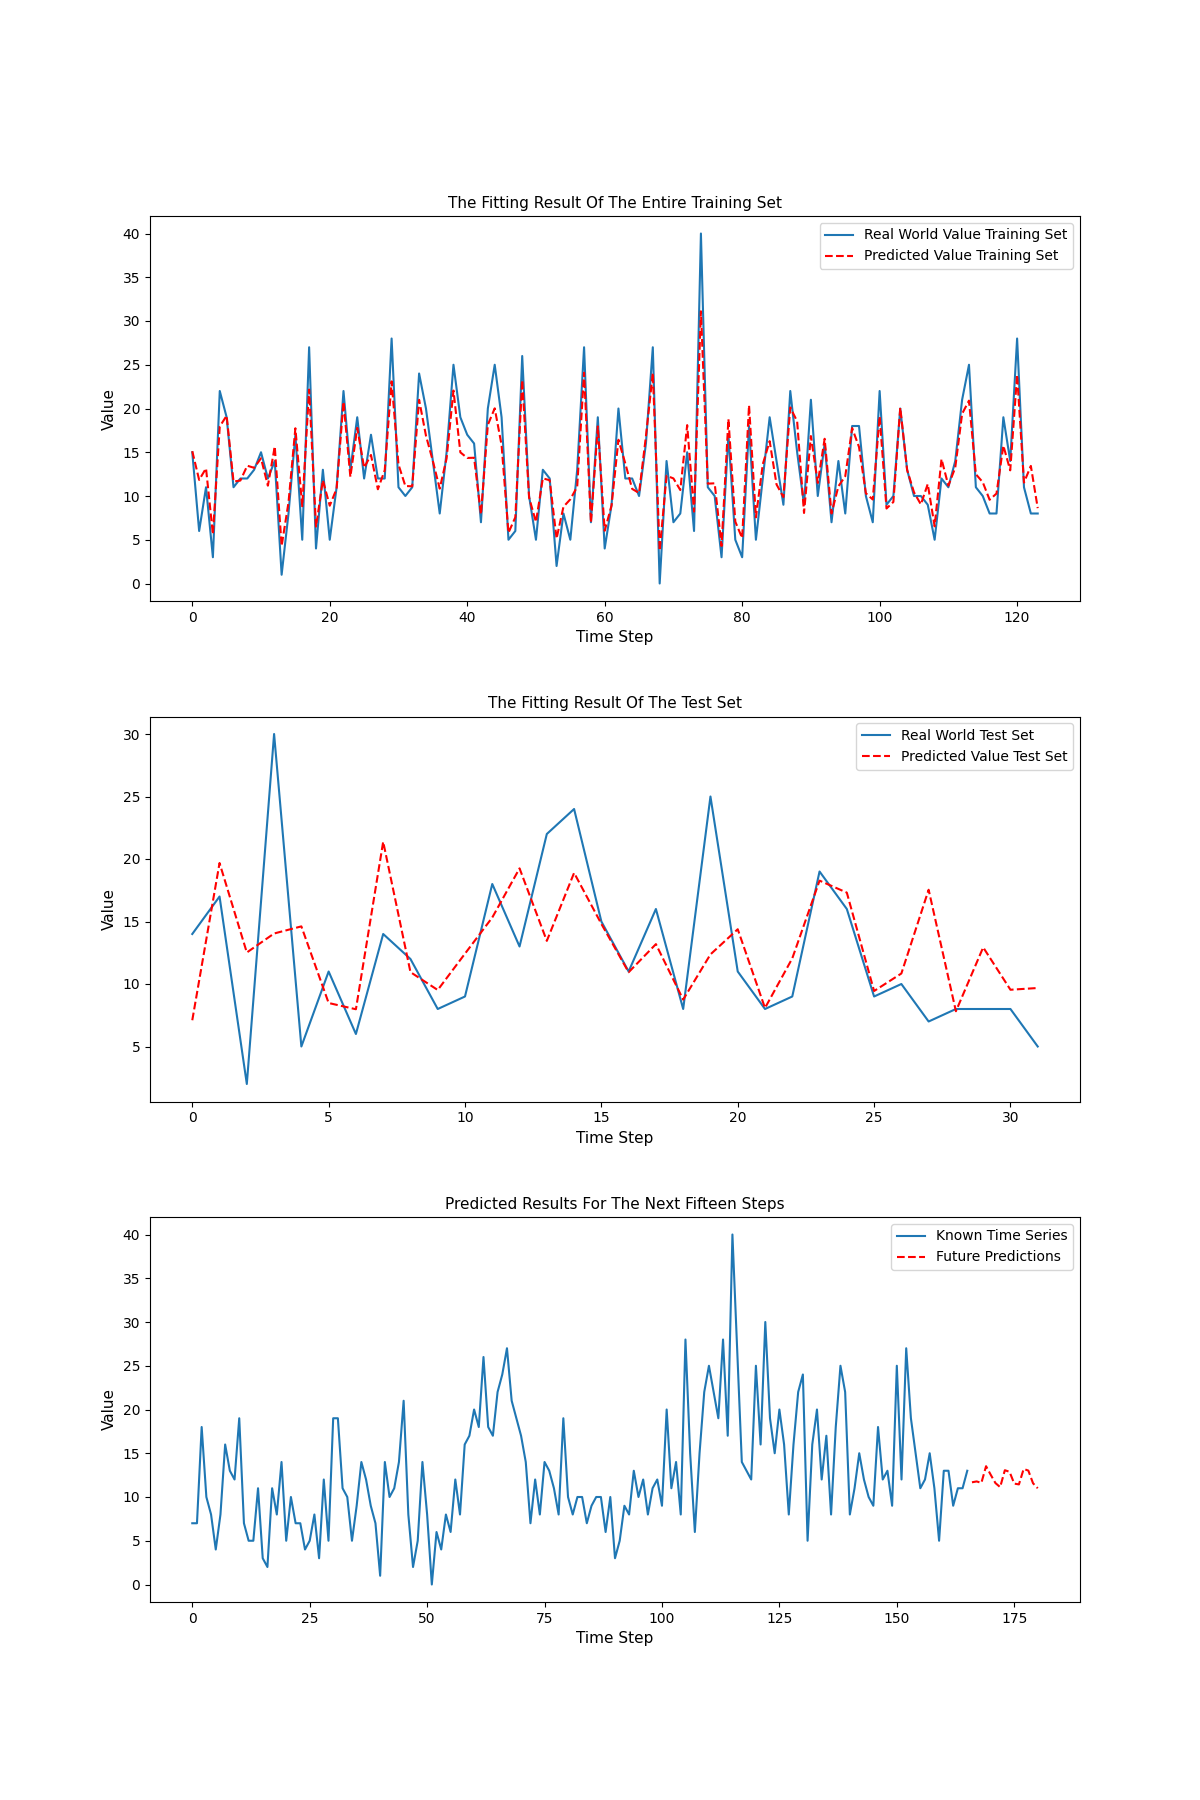 The Fitting Result Of The Entire Training Set
Real World Value Training Set
Predicted Value Training Set
Value
40
35
30
25
20
15
10
5
0
0 20 40 60 80 100 120
Time Step
The Fitting Result Of The Test Set
Real World Test Set
Predicted Value Test Set
Value
30
25
20
15
10
5
0 5 10 15 20 25 30
Time Step
Predicted Results For The Next Fifteen Steps
Known Time Series
Future Predictions
Value
40
35
30
25
20
15
10
5
0
0 25 50 75 100 125 150 175
Time Step